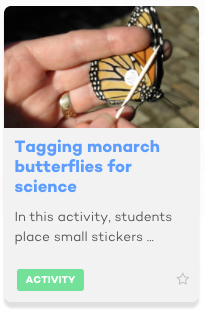 Tagging monarch
butterflies for
science
In this activity, students
place small stickers ...
ACTIVITY